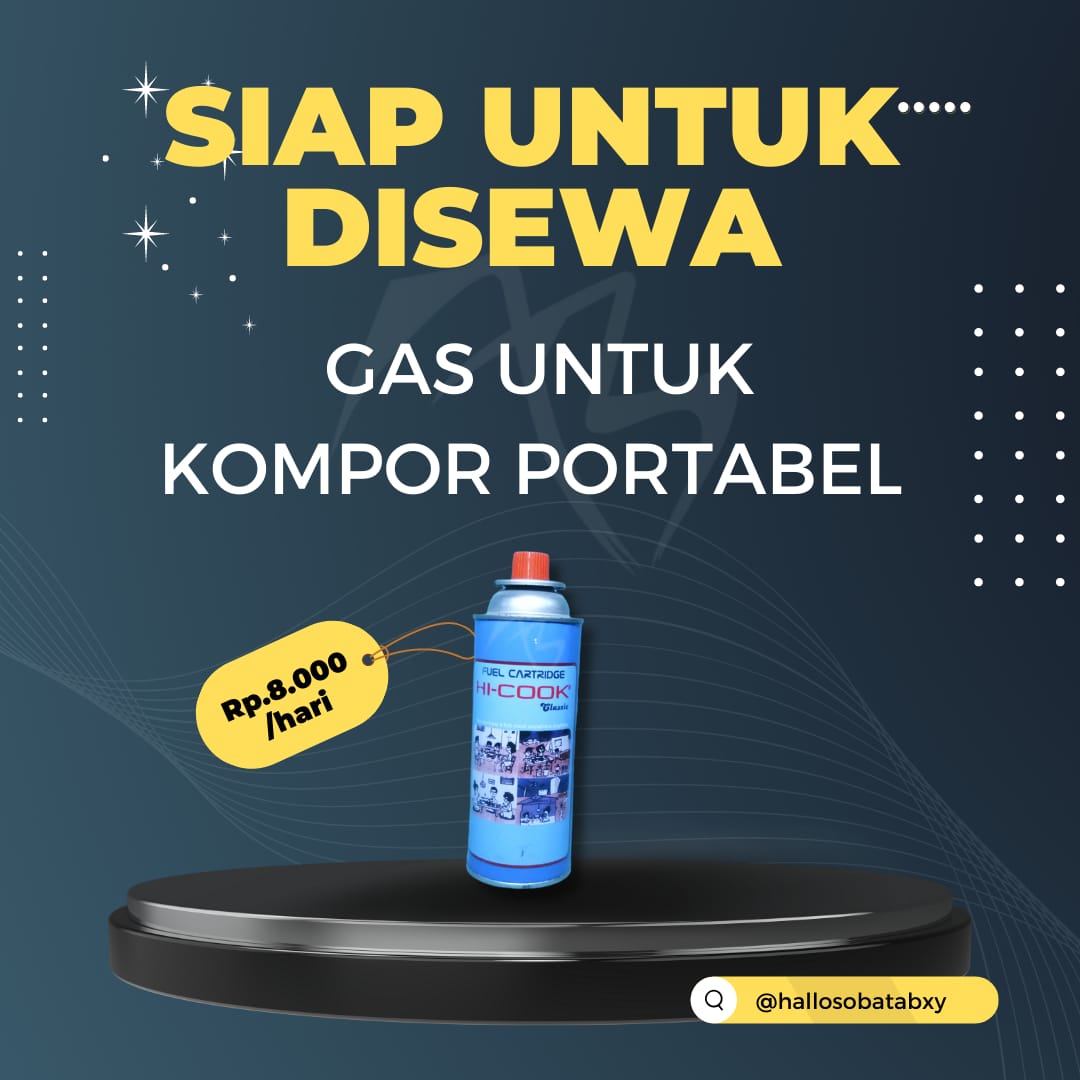 SIAP UNTUK
DISEWA
GAS UNTUK
KOMPOR PORTABEL
Rp.8.000
/hari
FUEL CARTRIDGE
HI-COOK
Classic
@hallosobatabxy